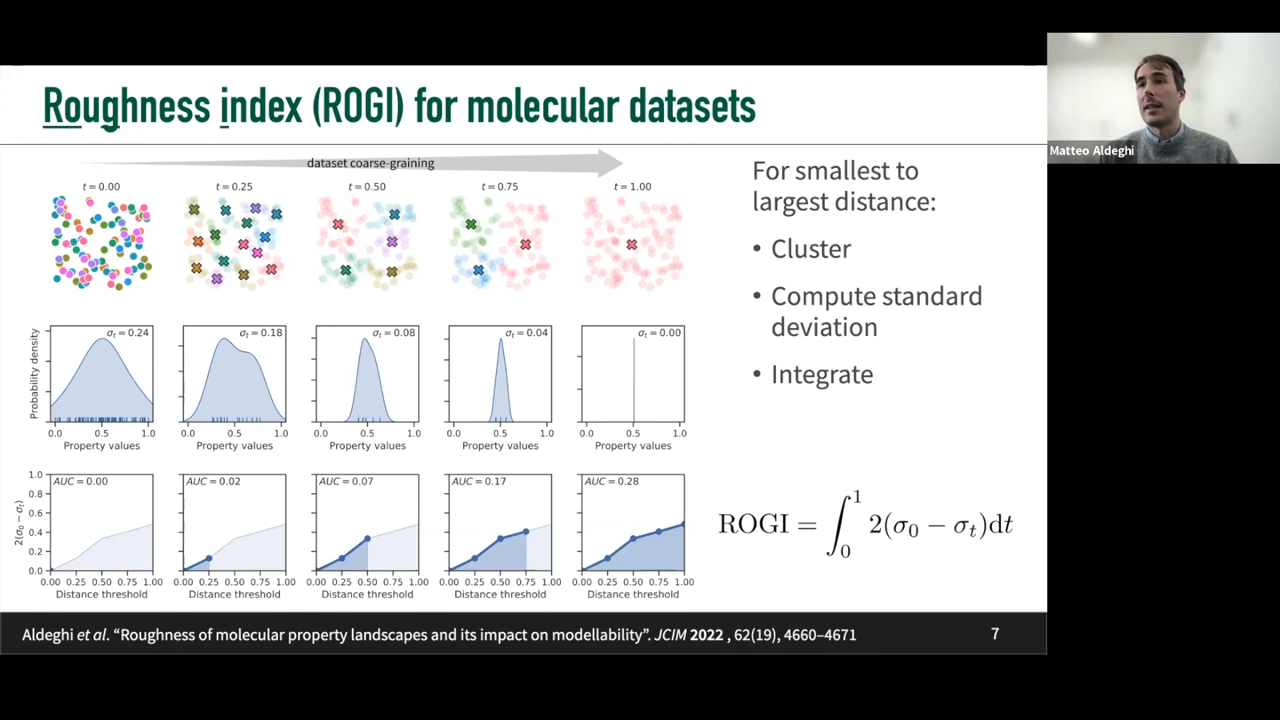 Roughness index (ROGI) for molecular datasets
Matteo Aldeghi
dataset coarse-graining
t = 0.00
t = 0.25
t = 0.50
t = 0.75
t = 1.00
For smallest to
largest distance:
• Cluster
• Compute standard
deviation
• Integrate
Probability density
σt = 0.24
σt = 0.18
σt = 0.08
σt = 0.04
σt = 0.00
0.0 0.5 1.0
0.0 0.5 1.0
0.0 0.5 1.0
0.0 0.5 1.0
0.0 0.5 1.0
Property values
Property values
Property values
Property values
Property values
2(σ0 − σt)
1.0
0.8
0.6
0.4
0.2
0.0
AUC = 0.00
AUC = 0.02
AUC = 0.07
AUC = 0.17
AUC = 0.28
0.00 0.25 0.50 0.75 1.00
0.00 0.25 0.50 0.75 1.00
0.00 0.25 0.50 0.75 1.00
0.00 0.25 0.50 0.75 1.00
0.00 0.25 0.50 0.75 1.00
Distance threshold
Distance threshold
Distance threshold
Distance threshold
Distance threshold
ROGI = ∫₀¹ 2(σ0 − σt)dt
Aldeghi et al. “Roughness of molecular property landscapes and its impact on modellability”. JCIM 2022 , 62(19), 4660–4671
7